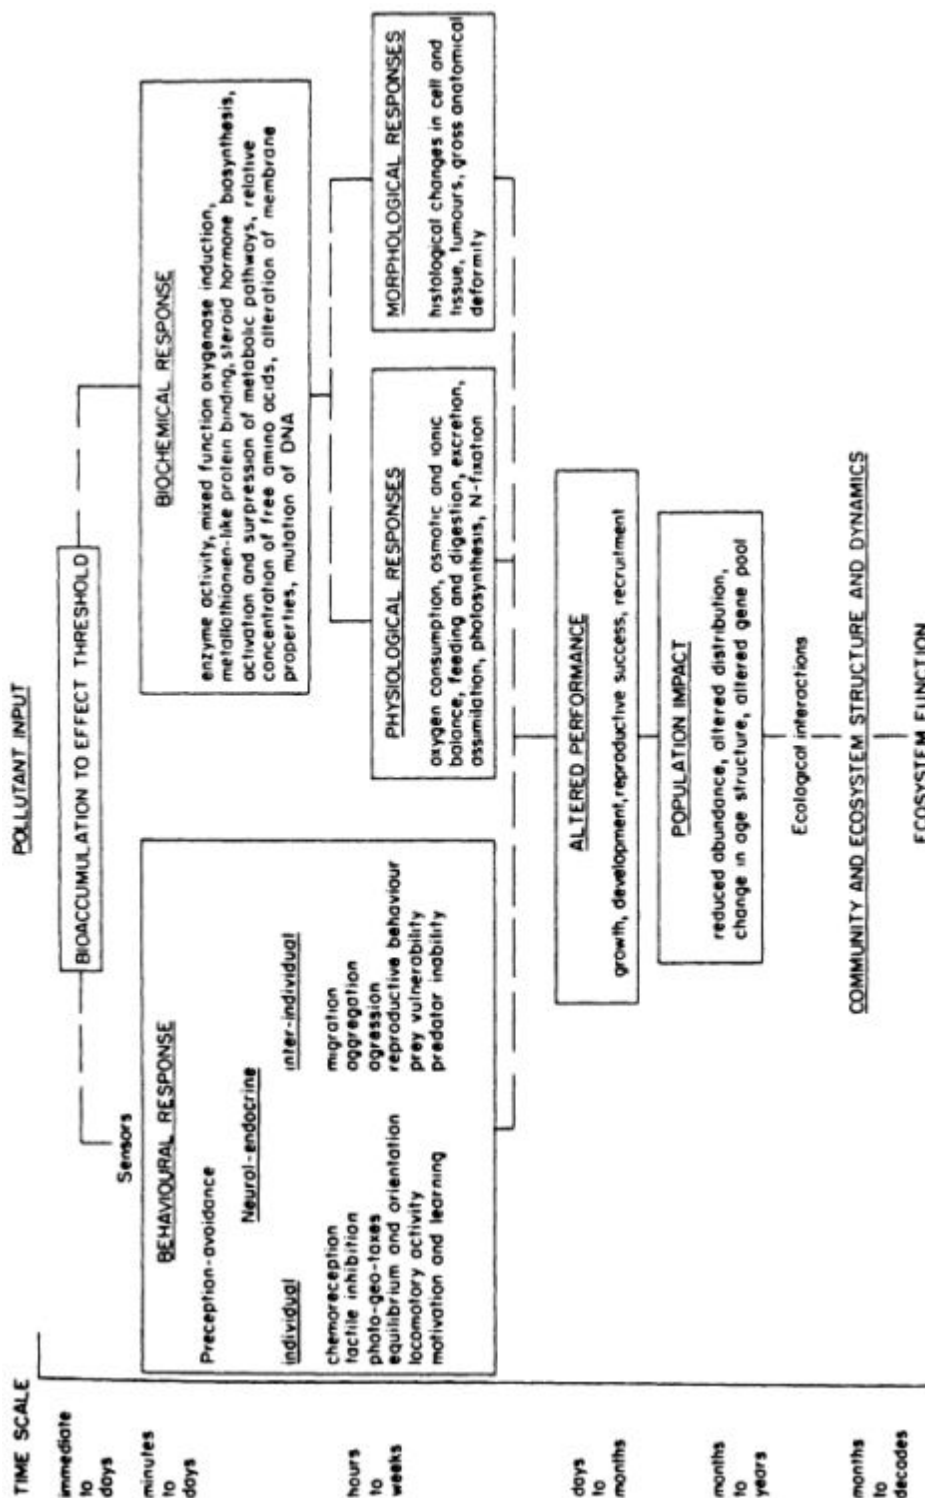 TIME SCALE
POLLUTANT INPUT
immediate
to
days
BIOACCUMULATION TO EFFECT THRESHOLD
Sensors
minutes
to
days
BEHAVIOURAL RESPONSE
Preception-avoidance
Neural-endocrine
individual
chemoreception
tactile inhibition
photo-geo-taxes
equilibrium and orientation
locomotory activity
motivation and learning
inter-individual
migration
aggregation
agression
reproductive behaviour
prey vulnerability
predator inability
BIOCHEMICAL RESPONSE
enzyme activity, mixed function oxygenase induction,
metallothionien-like protein binding, steroid hormone biosynthesis,
activation and surpression of metabolic pathways, relative
concentration of free amino acids, alteration of membrane
properties, mutation of DNA
hours
to
weeks
PHYSIOLOGICAL RESPONSES
oxygen consumption, osmotic and ionic
balance, feeding and digestion, excretion,
assimilation, photosynthesis, N-fixation
MORPHOLOGICAL RESPONSES
histological changes in cell and
tissue, tumours, gross anatomical
deformity
days
to
months
ALTERED PERFORMANCE
growth, development, reproductive success, recruitment
months
to
years
POPULATION IMPACT
reduced abundance, altered distribution,
change in age structure, altered gene pool
Ecological interactions
months
to
decades
COMMUNITY AND ECOSYSTEM STRUCTURE AND DYNAMICS
ECOSYSTEM FUNCTION